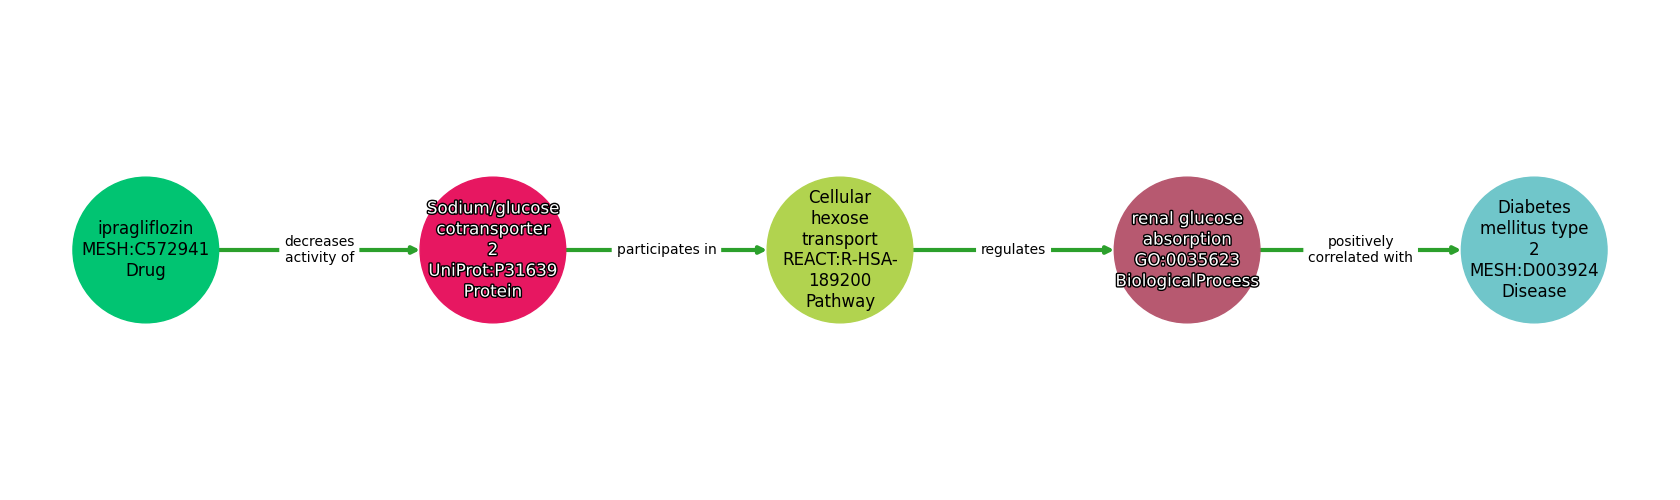 ipragliflozin
MESH:C572941
Drug
decreases
activity of
Sodium/glucose
cotransporter
2
UniProt:P31639
Protein
participates in
Cellular
hexose
transport
REACT:R-HSA-
189200
Pathway
regulates
renal glucose
absorption
GO:0035623
BiologicalProcess
positively
correlated with
Diabetes
mellitus type
2
MESH:D003924
Disease